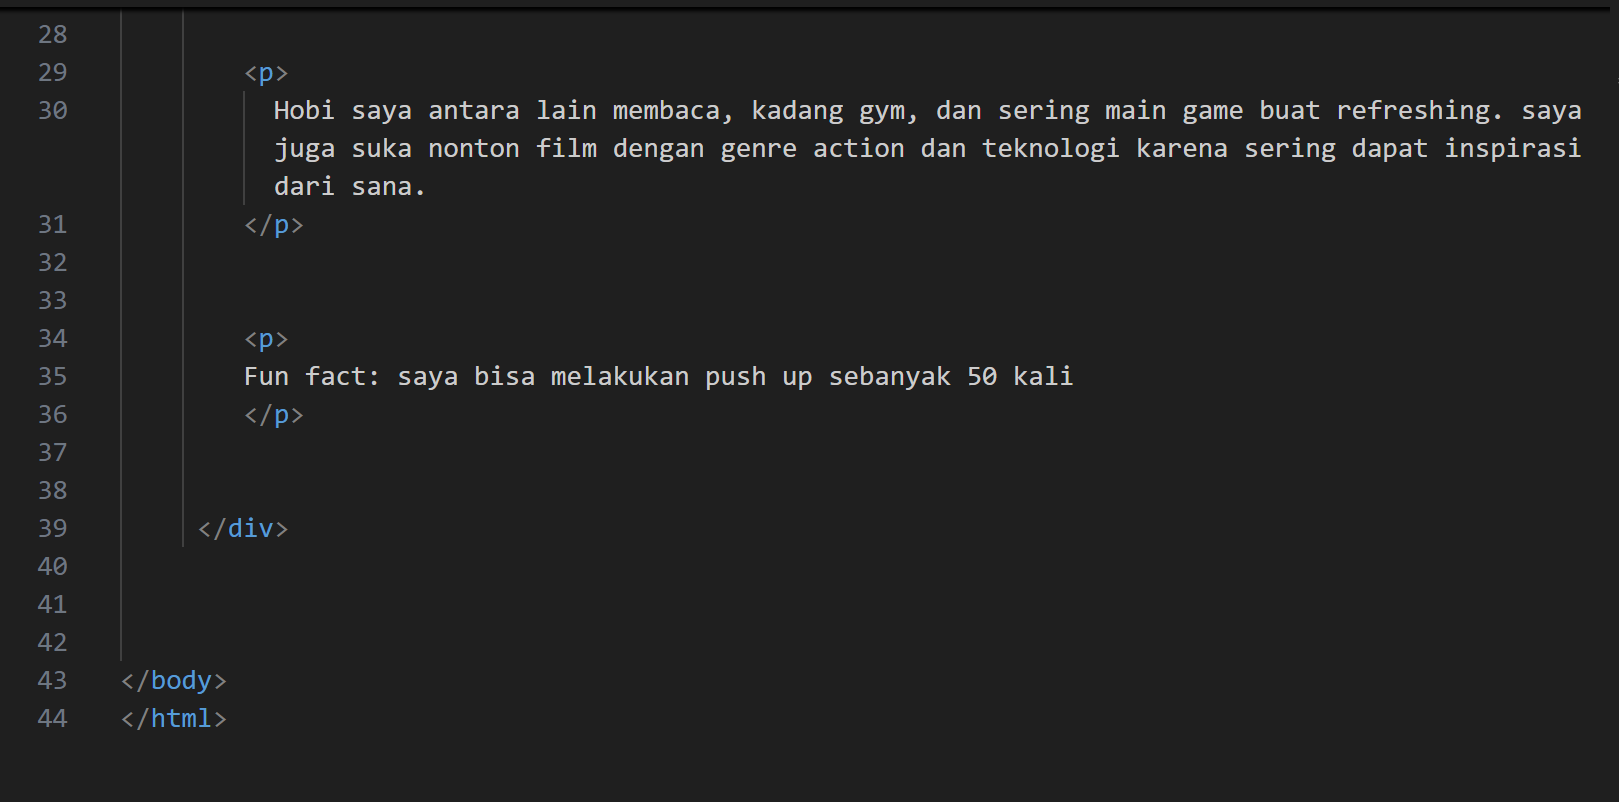 28
29 <p>
30 Hobi saya antara lain membaca, kadang gym, dan sering main game buat refreshing. saya
juga suka nonton film dengan genre action dan teknologi karena sering dapat inspirasi
dari sana.
31 </p>
32
33
34 <p>
35 Fun fact: saya bisa melakukan push up sebanyak 50 kali
36 </p>
37
38
39 </div>
40
41
42
43 </body>
44 </html>